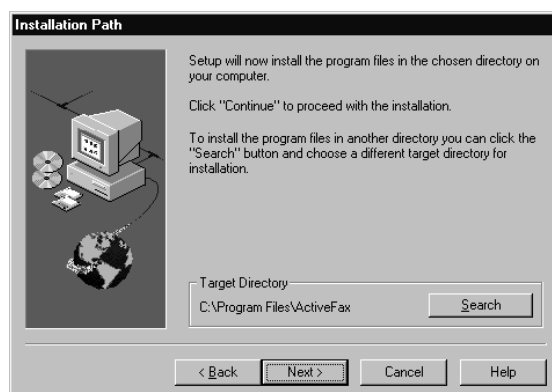 Installation Path
Setup will now install the program files in the chosen directory on
your computer.
Click "Continue" to proceed with the installation.
To install the program files in another directory you can click the
"Search" button and choose a different target directory for
installation.
Target Directory
C:\Program Files\ActiveFax
Search
< Back
Next >
Cancel
Help